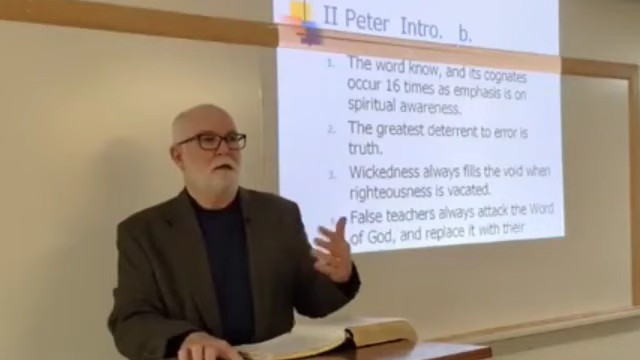 II Peter Intro. b.
1. The word know, and its cognates
occur 16 times as emphasis is on
spiritual awareness.
2. The greatest deterrent to error is
truth.
3. Wickedness always fills the void when
righteousness is vacated.
False teachers always attack the Word
of God, and replace it with their